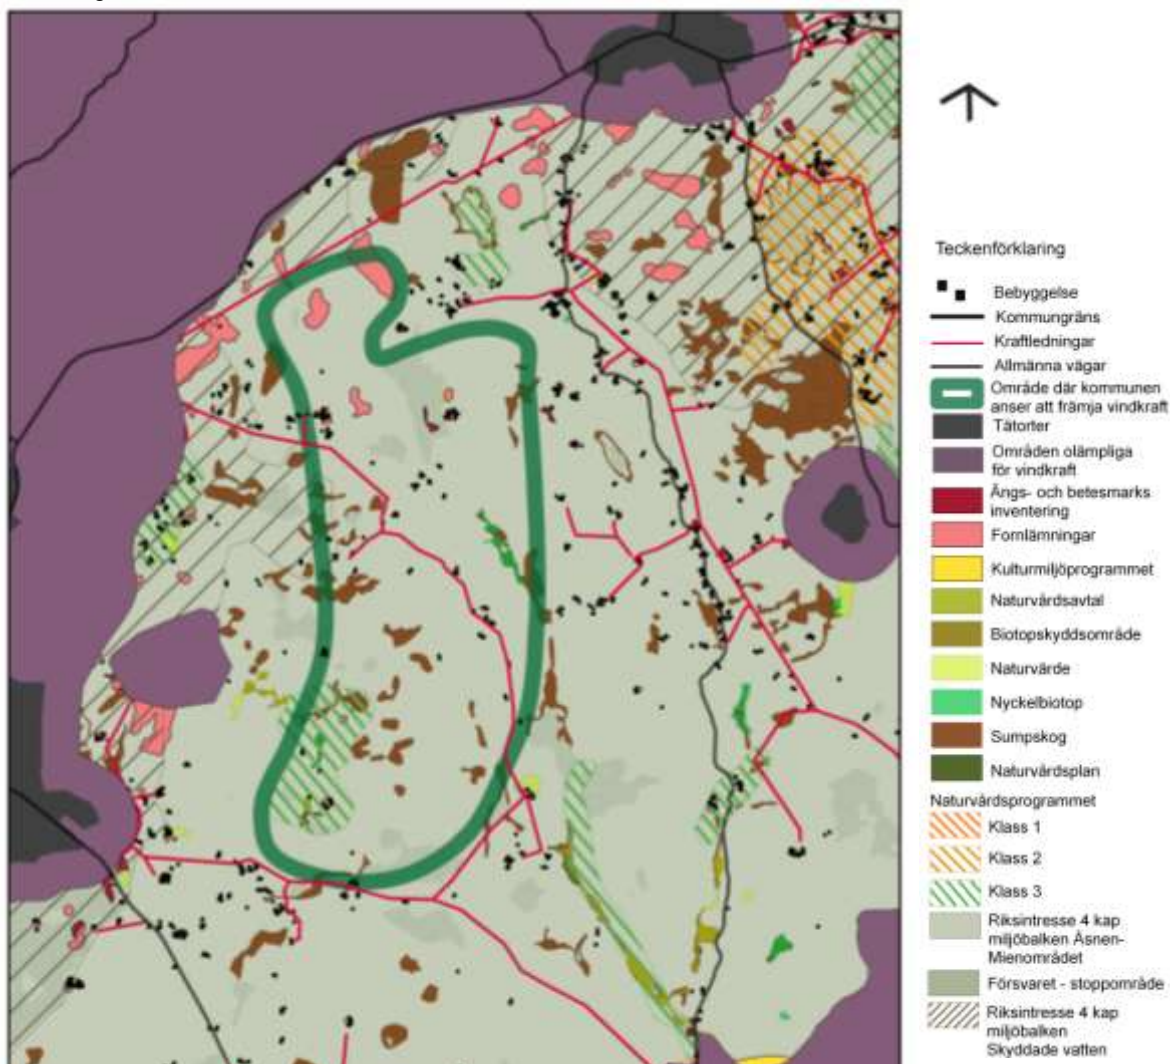 Teckenförklaring
Bebyggelse
Kommungräns
Kraftledningar
Allmänna vägar
Område där kommunen
anser att främja vindkraft
Tätorter
Områden olämpliga
för vindkraft
Ängs- och betesmarks
inventering
Fornlämningar
Kulturmiljöprogrammet
Naturvårdsavtal
Biotopskyddsområde
Naturvärde
Nyckelbiotop
Sumpskog
Naturvårdsplan
Naturvårdsprogrammet
Klass 1
Klass 2
Klass 3
Riksintresse 4 kap
miljöbalken Åsnen-
Mienområdet
Försvaret - stoppområde
Riksintresse 4 kap
miljöbalken
Skyddade vatten